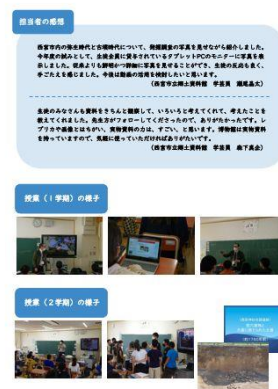 担当者の感想
西宮市内の弥生時代と古墳時代について、発掘調査の写真を見せながら紹介しました。
今年度の試みとして、生徒全員に貸与されているタブレットPCのモニターに写真を表
示しました。従来よりも鮮明かつ詳細に写真を見せることができ、生徒の反応も良く、
手ごたえを感じました。今後は動画の活用も検討したいと思います。
(西宮市立郷土資料館 学芸員
生徒のみなさんも資料をきちんと観察して、いろいろと考えてくれて、考えたことを
教えてくれました。先生方がフォローしてくださったので、ありがたかったです。レ
プリカや画像とはちがい、実物資料の力は、すごい、と思います。博物館は実物資料
を持っていますので、気軽に使っていただければありがたいです。
(西宮市立郷土資料館 学芸員
授業(1学期)の様子
授業(2学期)の様子